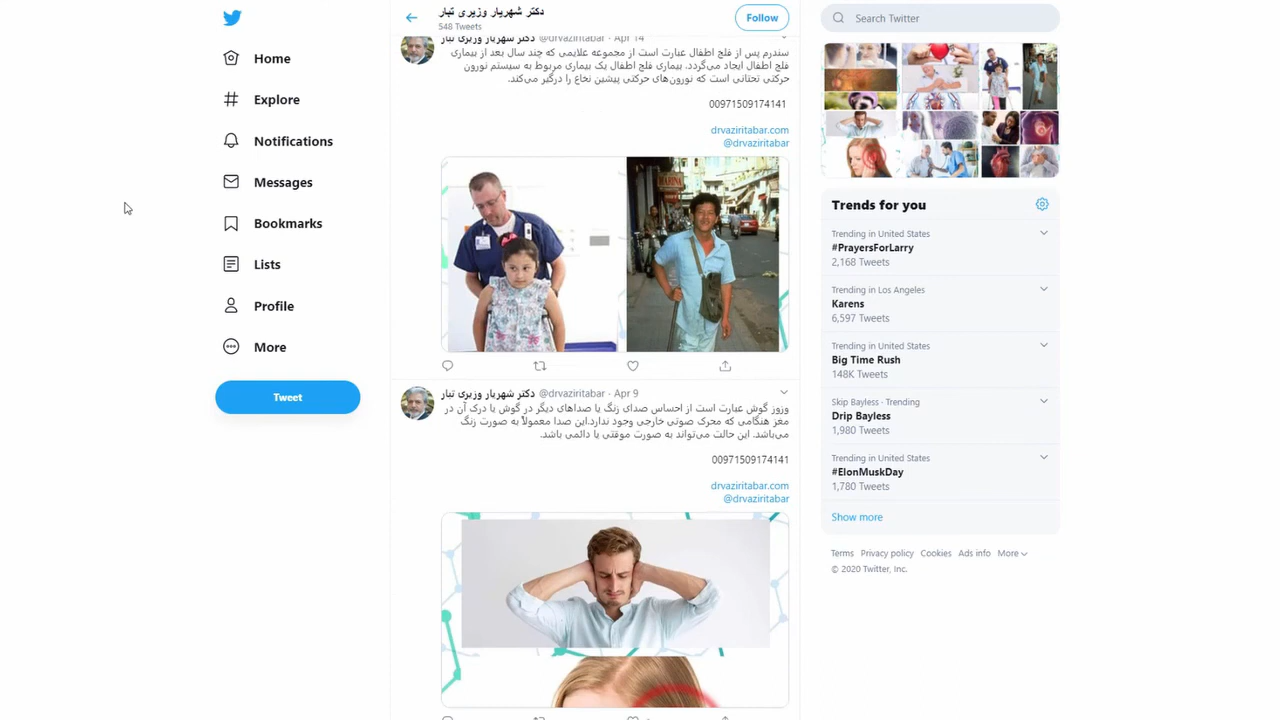 Home
Explore
Notifications
Messages
Bookmarks
Lists
Profile
More
Tweet
دکتر شهریار وزیری تبار
548 Tweets
Follow
دکتر شهریار وزیری تبار @drvaziritabar · Apr 14
سندرم پس از فلج اطفال عبارت است از مجموعه علایمی که چند سال بعد از بیماری
فلج اطفال ایجاد می‌گردد. بیماری فلج اطفال یک بیماری مربوط به سیستم نورون
حرکتی تحتانی است که نورون‌های حرکتی پیشین نخاع را درگیر می‌کند.
00971509174141
drvaziritabar.com
@drvaziritabar
دکتر شهریار وزیری تبار @drvaziritabar · Apr 9
وزوز گوش عبارت است از احساس صدای زنگ یا صداهای دیگر در گوش یا درک آن در
مغز هنگامی که محرک صوتی خارجی وجود ندارد.این صدا معمولاً به صورت زنگ
می‌باشد. این حالت می‌تواند به صورت موقتی یا دائمی باشد.
00971509174141
drvaziritabar.com
@drvaziritabar
Search Twitter
Trends for you
Trending in United States
#PrayersForLarry
2,168 Tweets
Trending in Los Angeles
Karens
6,597 Tweets
Trending in United States
Big Time Rush
148K Tweets
Skip Bayless · Trending
Drip Bayless
1,980 Tweets
Trending in United States
#ElonMuskDay
1,780 Tweets
Show more
Terms Privacy policy Cookies Ads info More
© 2020 Twitter, Inc.